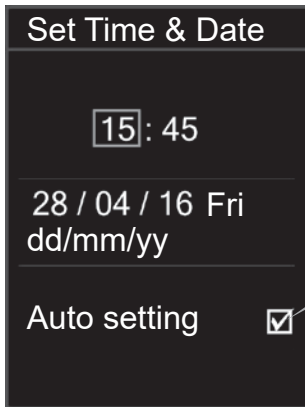 Set Time & Date
15 : 45
28 / 04 / 16 Fri
dd/mm/yy
Auto setting